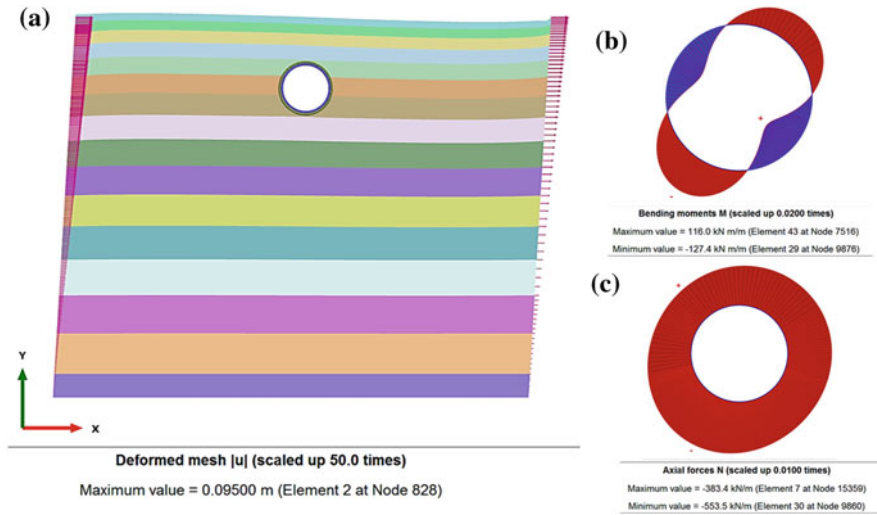 (a)
Y
X
Deformed mesh |u| (scaled up 50.0 times)
Maximum value = 0.09500 m (Element 2 at Node 828)
(b)
Bending moments M (scaled up 0.0200 times)
Maximum value = 116.0 kN m/m (Element 43 at Node 7516)
Minimum value = -127.4 kN m/m (Element 29 at Node 9876)
(c)
Axial forces N (scaled up 0.0100 times)
Maximum value = -383.4 kN/m (Element 7 at Node 15359)
Minimum value = -553.5 kN/m (Element 30 at Node 9860)